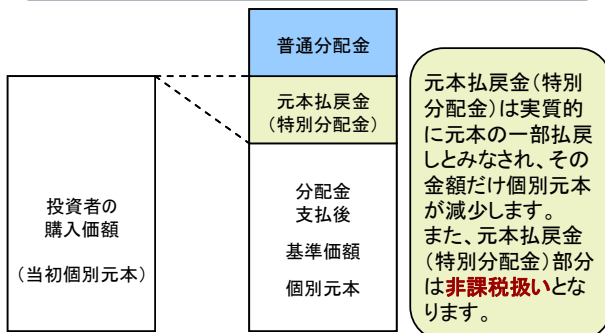 普通分配金
元本払戻金
(特別分配金)
投資者の
購入価額
(当初個別元本)
分配金
支払後
基準価額
個別元本
元本払戻金(特別
分配金)は実質的
に元本の一部払戻
しとみなされ、その
金額だけ個別元本
が減少します。
また、元本払戻金
(特別分配金)部分
は非課税扱いとな
ります。